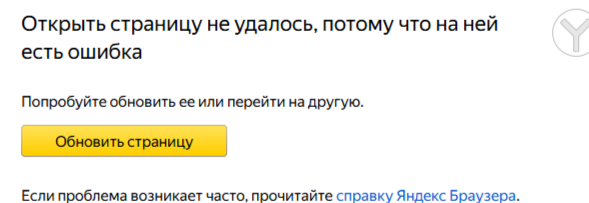 Открыть страницу не удалось, потому что на ней
есть ошибка
Попробуйте обновить ее или перейти на другую.
Обновить страницу
Если проблема возникает часто, прочитайте справку Яндекс Браузера.